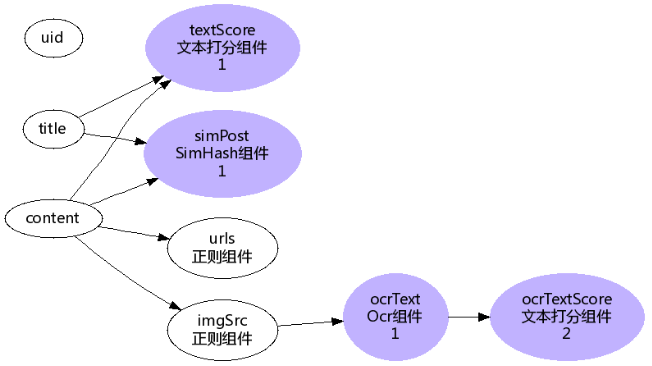 uid
textScore
文本打分组件
1
title
simPost
SimHash组件
1
content
urls
正则组件
imgSrc
正则组件
ocrText
Ocr组件
1
ocrTextScore
文本打分组件
2